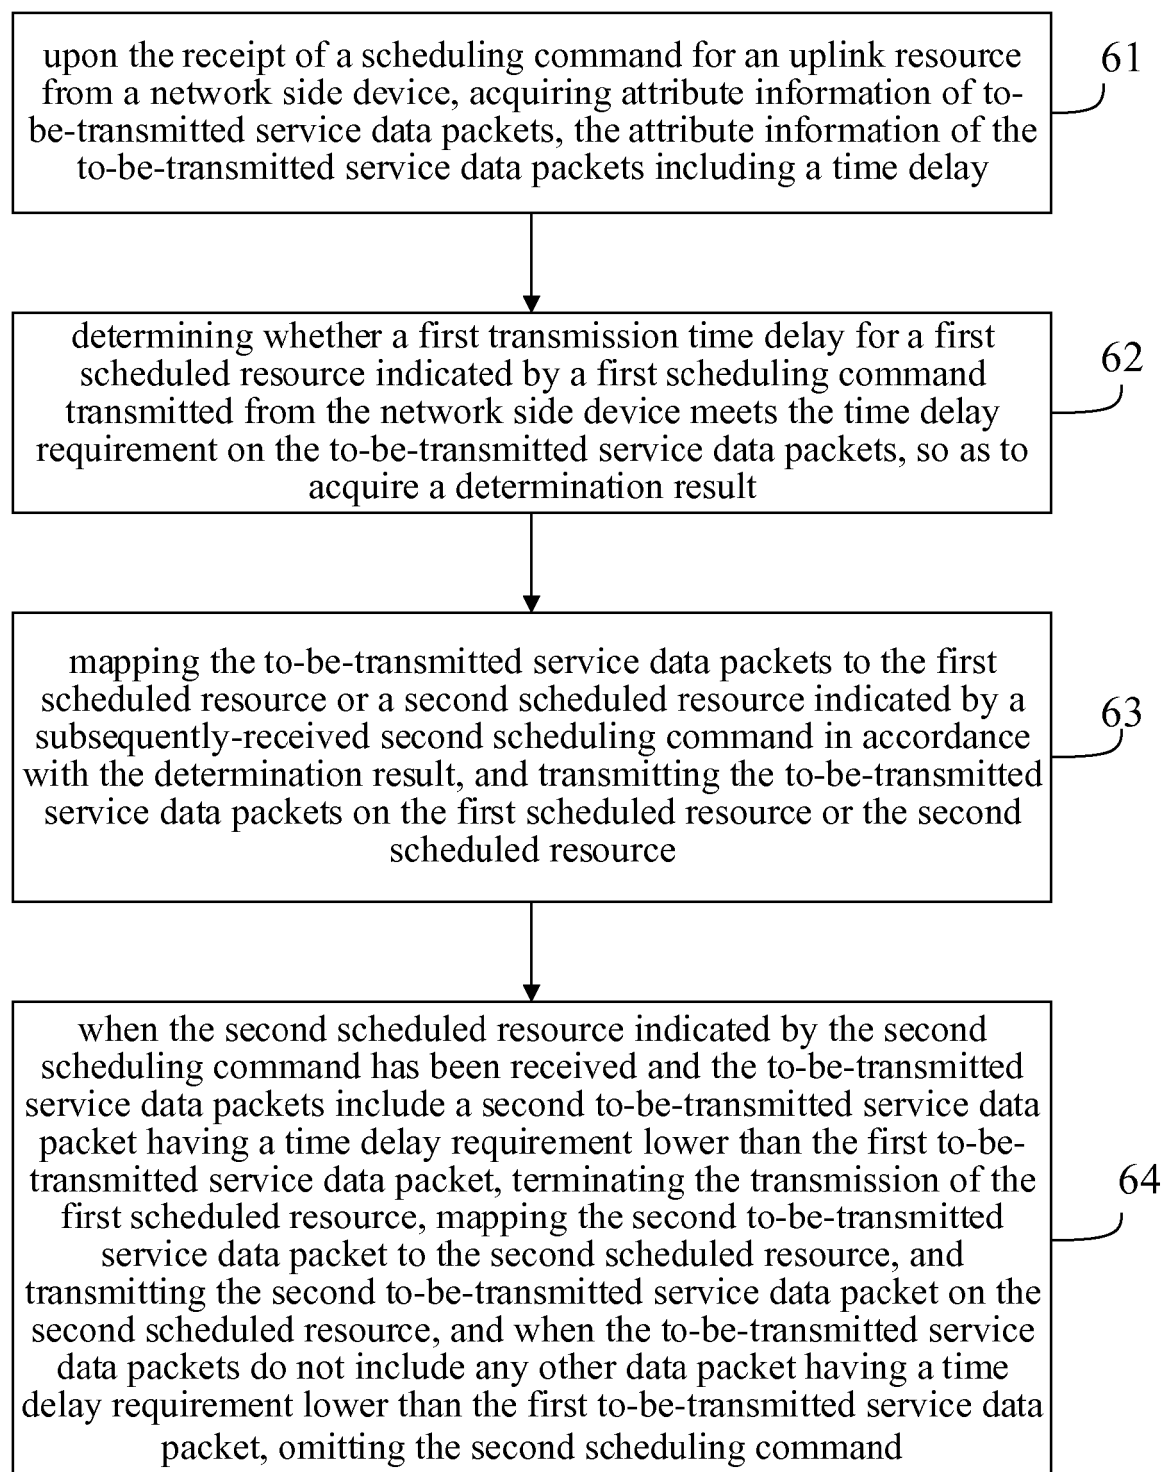 upon the receipt of a scheduling command for an uplink resource
from a network side device, acquiring attribute information of to-
be-transmitted service data packets, the attribute information of the
to-be-transmitted service data packets including a time delay
61
determining whether a first transmission time delay for a first
scheduled resource indicated by a first scheduling command
transmitted from the network side device meets the time delay
requirement on the to-be-transmitted service data packets, so as to
acquire a determination result
62
mapping the to-be-transmitted service data packets to the first
scheduled resource or a second scheduled resource indicated by a
subsequently-received second scheduling command in accordance
with the determination result, and transmitting the to-be-transmitted
service data packets on the first scheduled resource or the second
scheduled resource
63
when the second scheduled resource indicated by the second
scheduling command has been received and the to-be-transmitted
service data packets include a second to-be-transmitted service data
packet having a time delay requirement lower than the first to-be-
transmitted service data packet, terminating the transmission of the
first scheduled resource, mapping the second to-be-transmitted
service data packet to the second scheduled resource, and
transmitting the second to-be-transmitted service data packet on the
second scheduled resource, and when the to-be-transmitted service
data packets do not include any other data packet having a time
delay requirement lower than the first to-be-transmitted service data
packet, omitting the second scheduling command
64